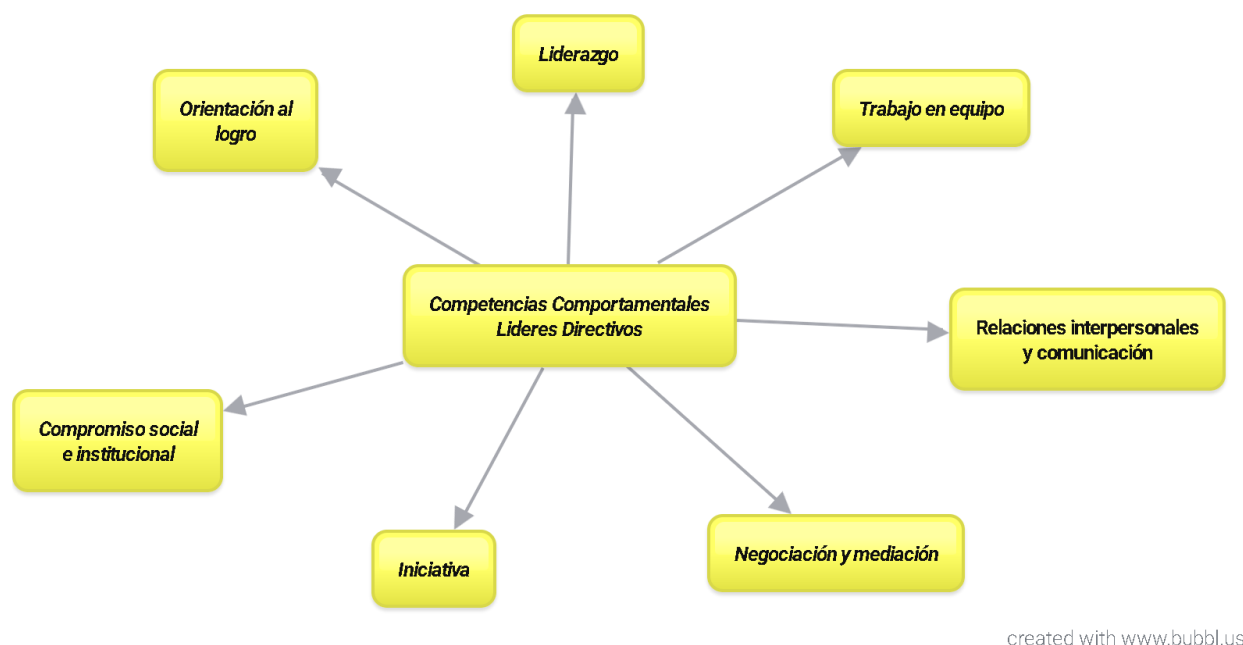 Liderazgo
Orientación al
logro
Trabajo en equipo
Competencias Comportamentales
Lideres Directivos
Relaciones interpersonales
y comunicación
Compromiso social
e institucional
Iniciativa
Negociación y mediación
created with www.bubbl.us